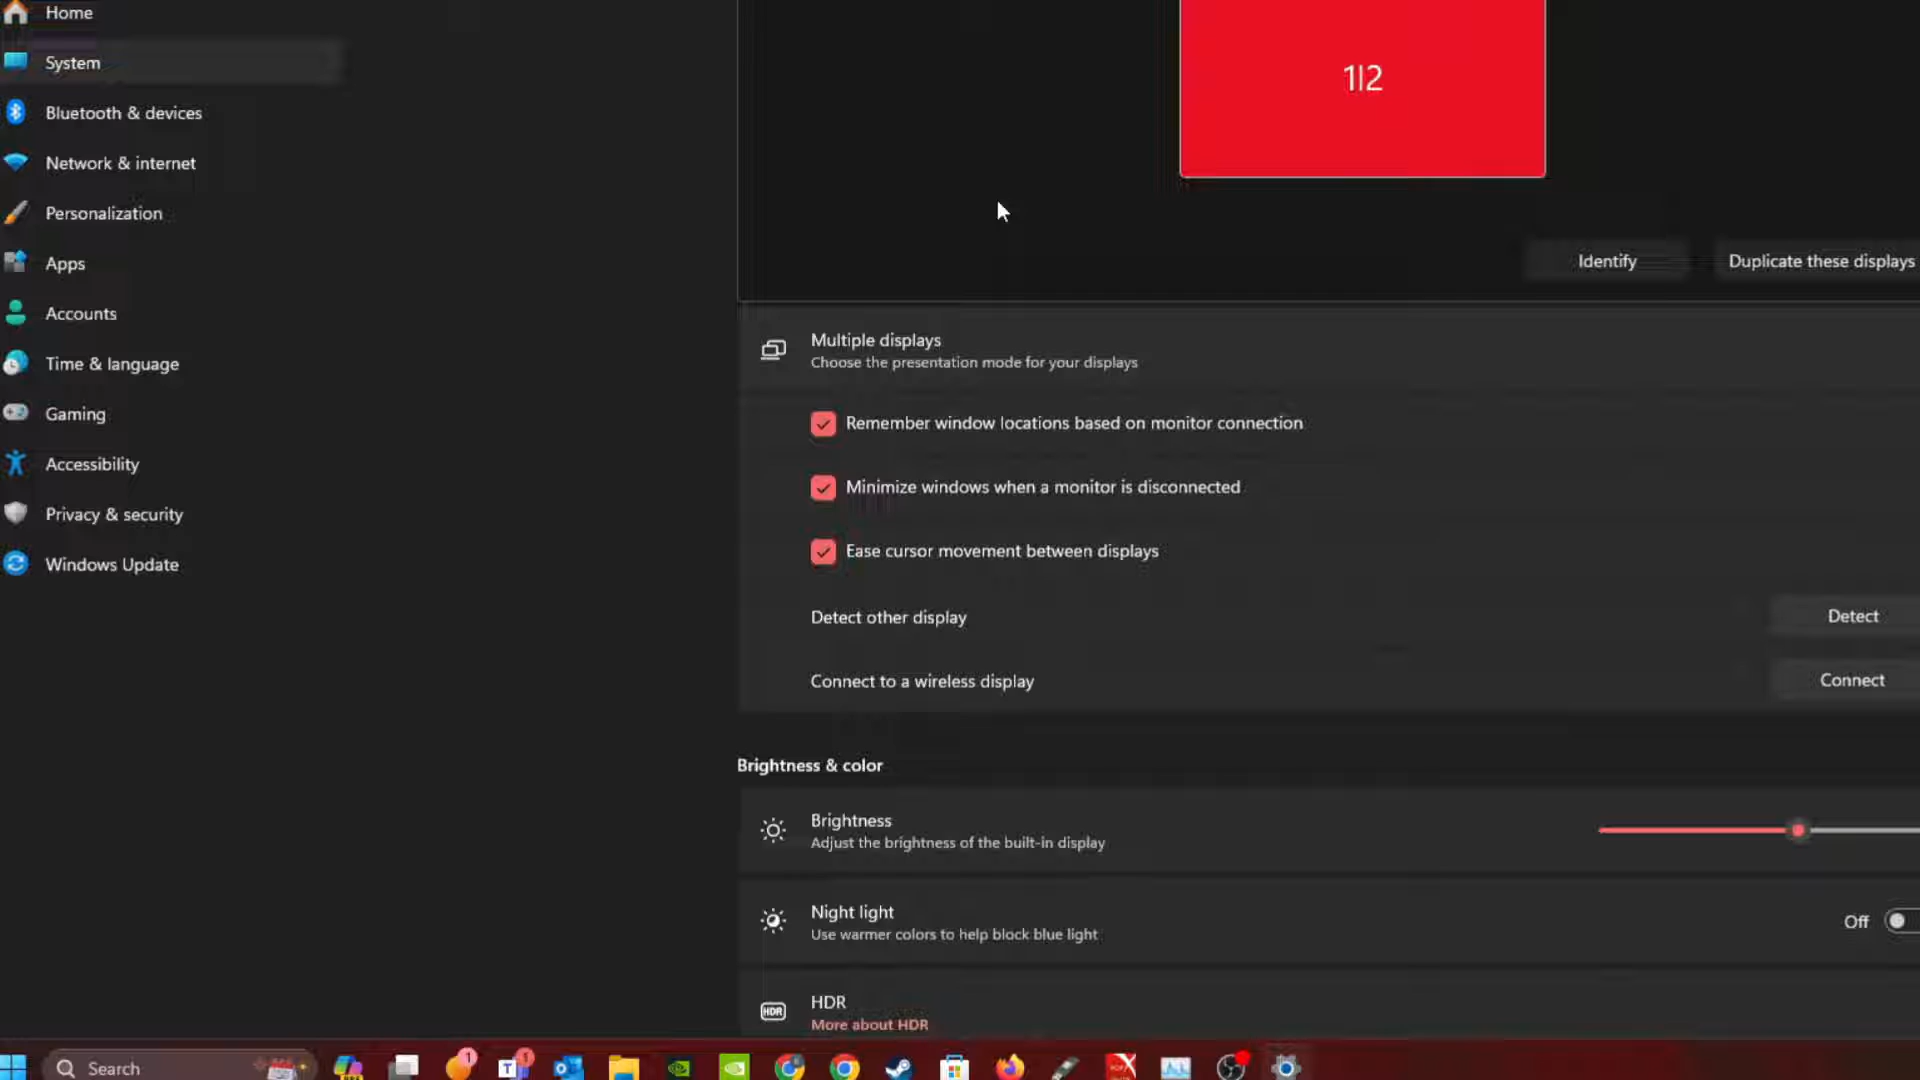 Home
System
Bluetooth & devices
Network & internet
Personalization
Apps
Accounts
Time & language
Gaming
Accessibility
Privacy & security
Windows Update
1|2
Identify
Duplicate these displays
Multiple displays
Choose the presentation mode for your displays
Remember window locations based on monitor connection
Minimize windows when a monitor is disconnected
Ease cursor movement between displays
Detect other display
Detect
Connect to a wireless display
Connect
Brightness & color
Brightness
Adjust the brightness of the built-in display
Night light
Use warmer colors to help block blue light
Off
HDR
HDR
More about HDR
Search
1
1